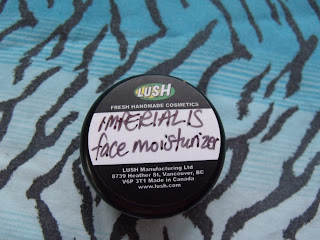 LUSH
FRESH HANDMADE COSMETICS
IMPERIALIS
face moisturizer
LUSH Manufacturing Ltd
8739 Heather St, Vancouver, BC
V6P 3T1 Made in Canada
www.lush.com